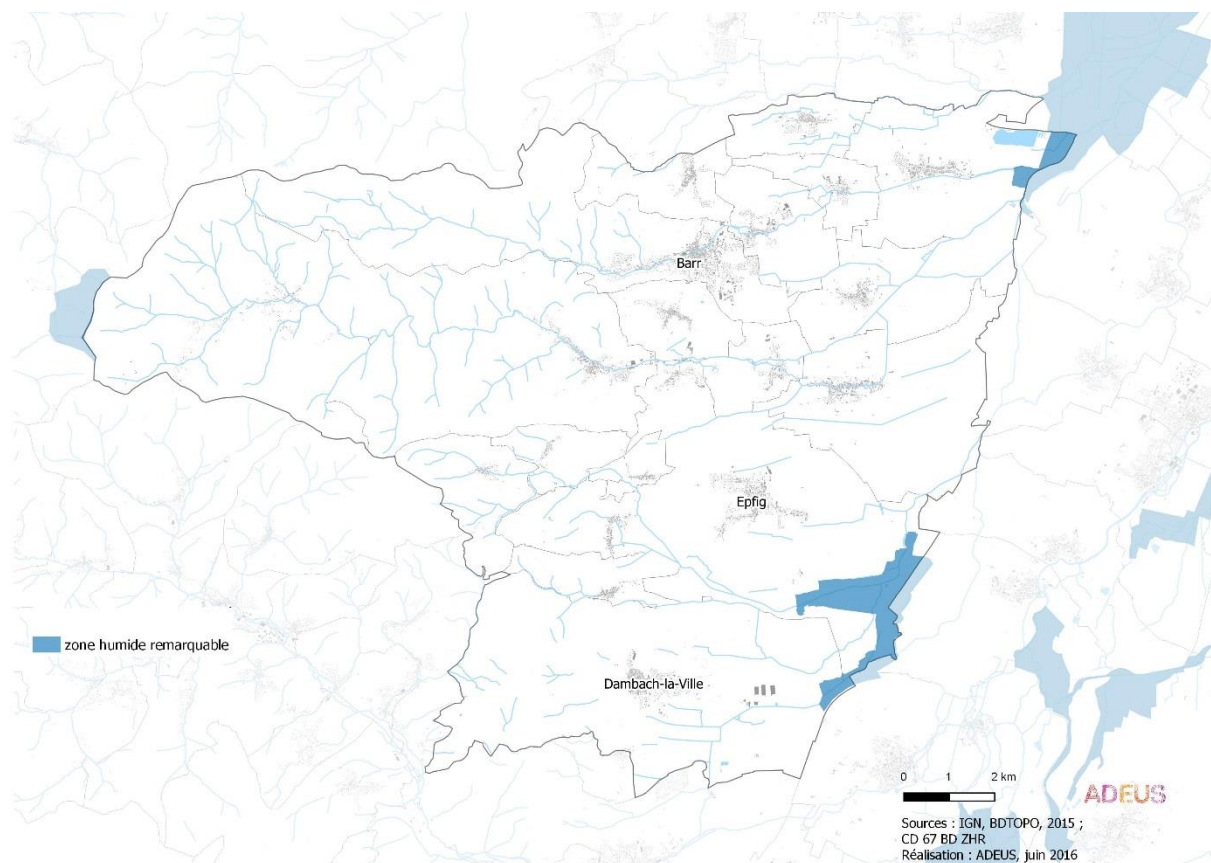 Barr
Epfig
zone humide remarquable
Dambach-la-Ville
0 1 2 km
ADEUS
Sources : IGN, BDTOPO, 2015 ;
CD 67 BD ZHR
Réalisation : ADEUS, juin 2016